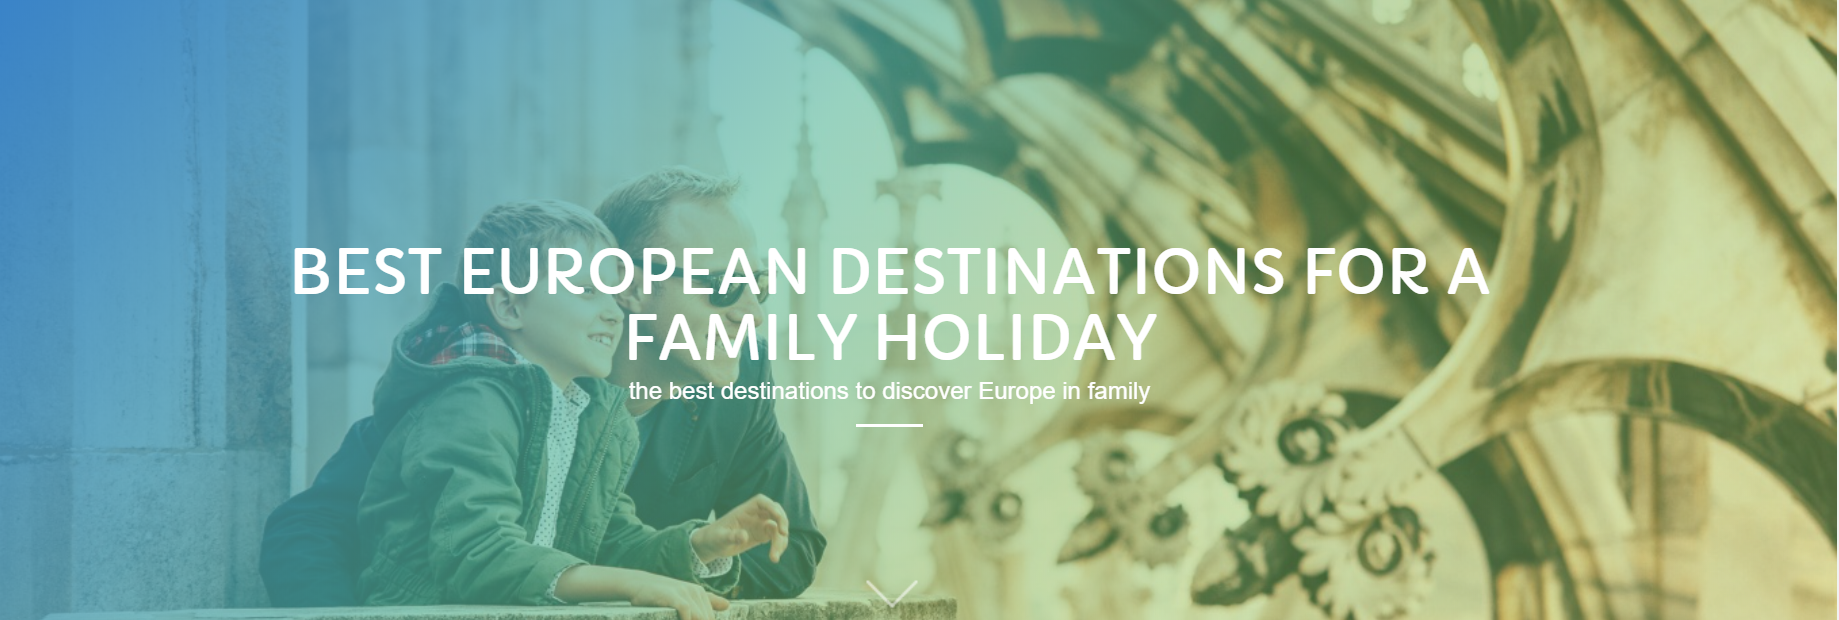 BEST EUROPEAN DESTINATIONS FOR A
FAMILY HOLIDAY
the best destinations to discover Europe in family